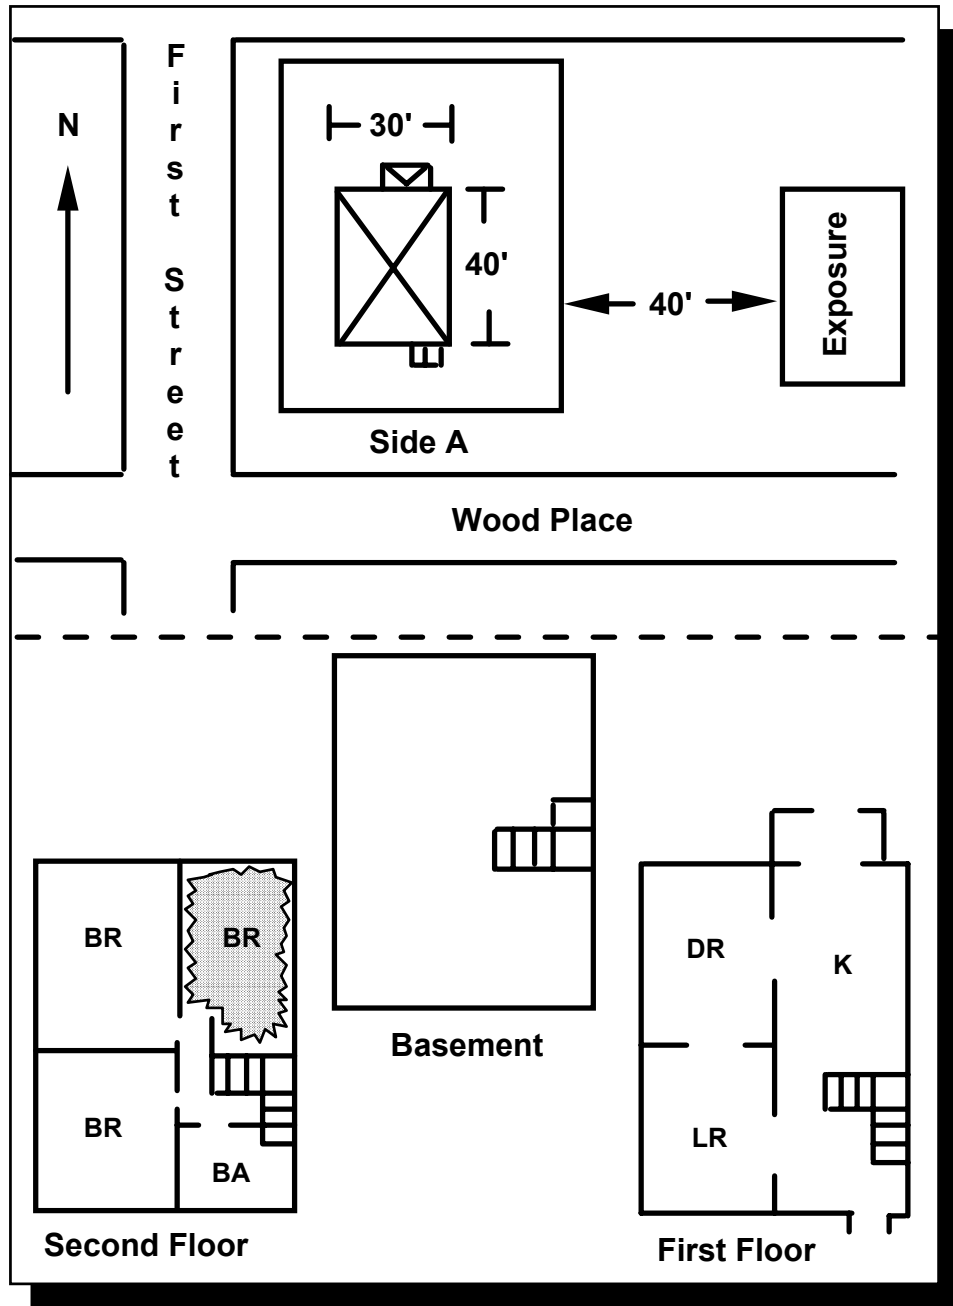 First Street
N
30'
40'
40'
Exposure
Side A
Wood Place
BR
BR
BR
BA
Second Floor
Basement
DR
K
LR
First Floor